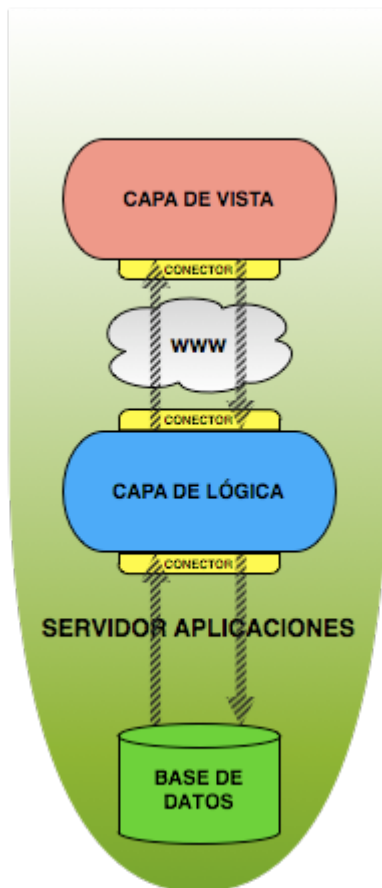 CAPA DE VISTA
CONECTOR
WWW
CONECTOR
CAPA DE LÓGICA
CONECTOR
SERVIDOR APLICACIONES
BASE DE
DATOS